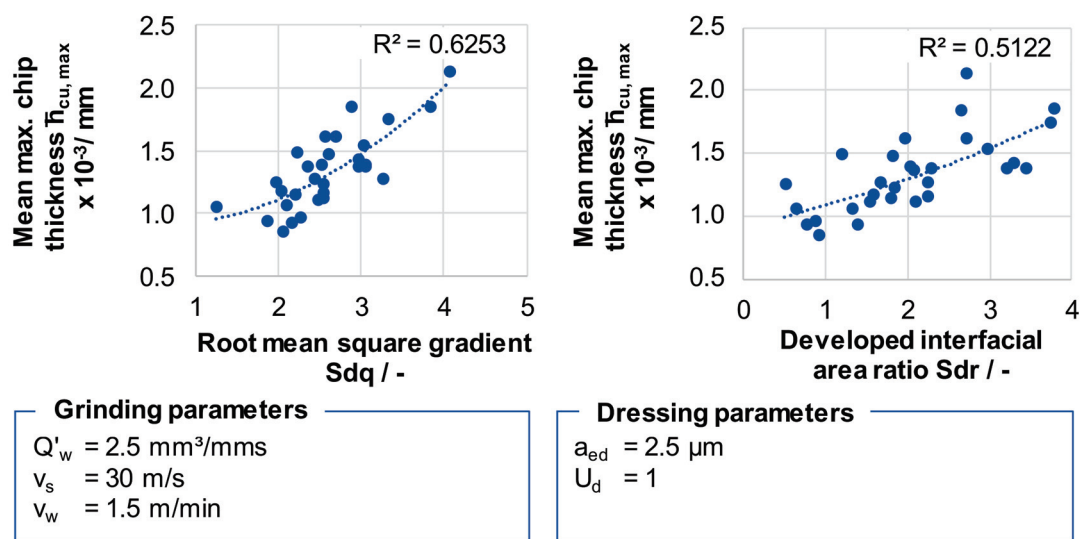 Mean max. chip
thickness h̄cu, max
x 10-3/ mm
2.5
2.0
1.5
1.0
0.5
R² = 0.6253
1 2 3 4 5
Root mean square gradient
Sdq / -
Mean max. chip
thickness h̄cu, max
x 10-3/ mm
2.5
2.0
1.5
1.0
0.5
R² = 0.5122
0 1 2 3 4
Developed interfacial
area ratio Sdr / -
Grinding parameters
Q'w = 2.5 mm³/mms
vs = 30 m/s
vw = 1.5 m/min
Dressing parameters
aed = 2.5 µm
Ud = 1